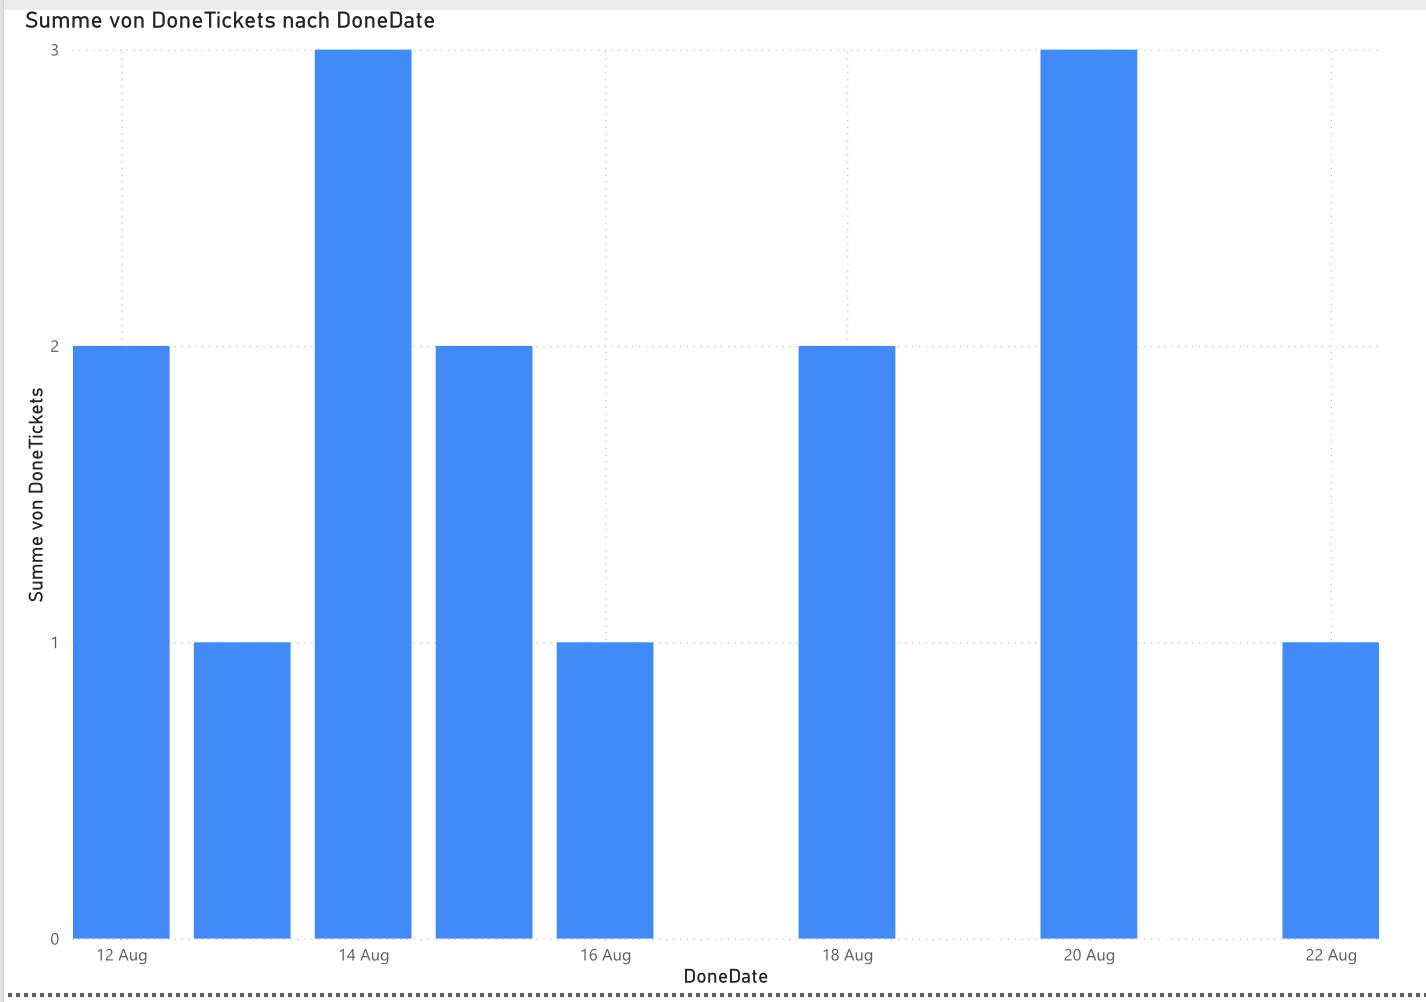 Summe von DoneTickets nach DoneDate
3
2
1
0
Summe von DoneTickets
12 Aug
14 Aug
16 Aug
18 Aug
20 Aug
22 Aug
DoneDate